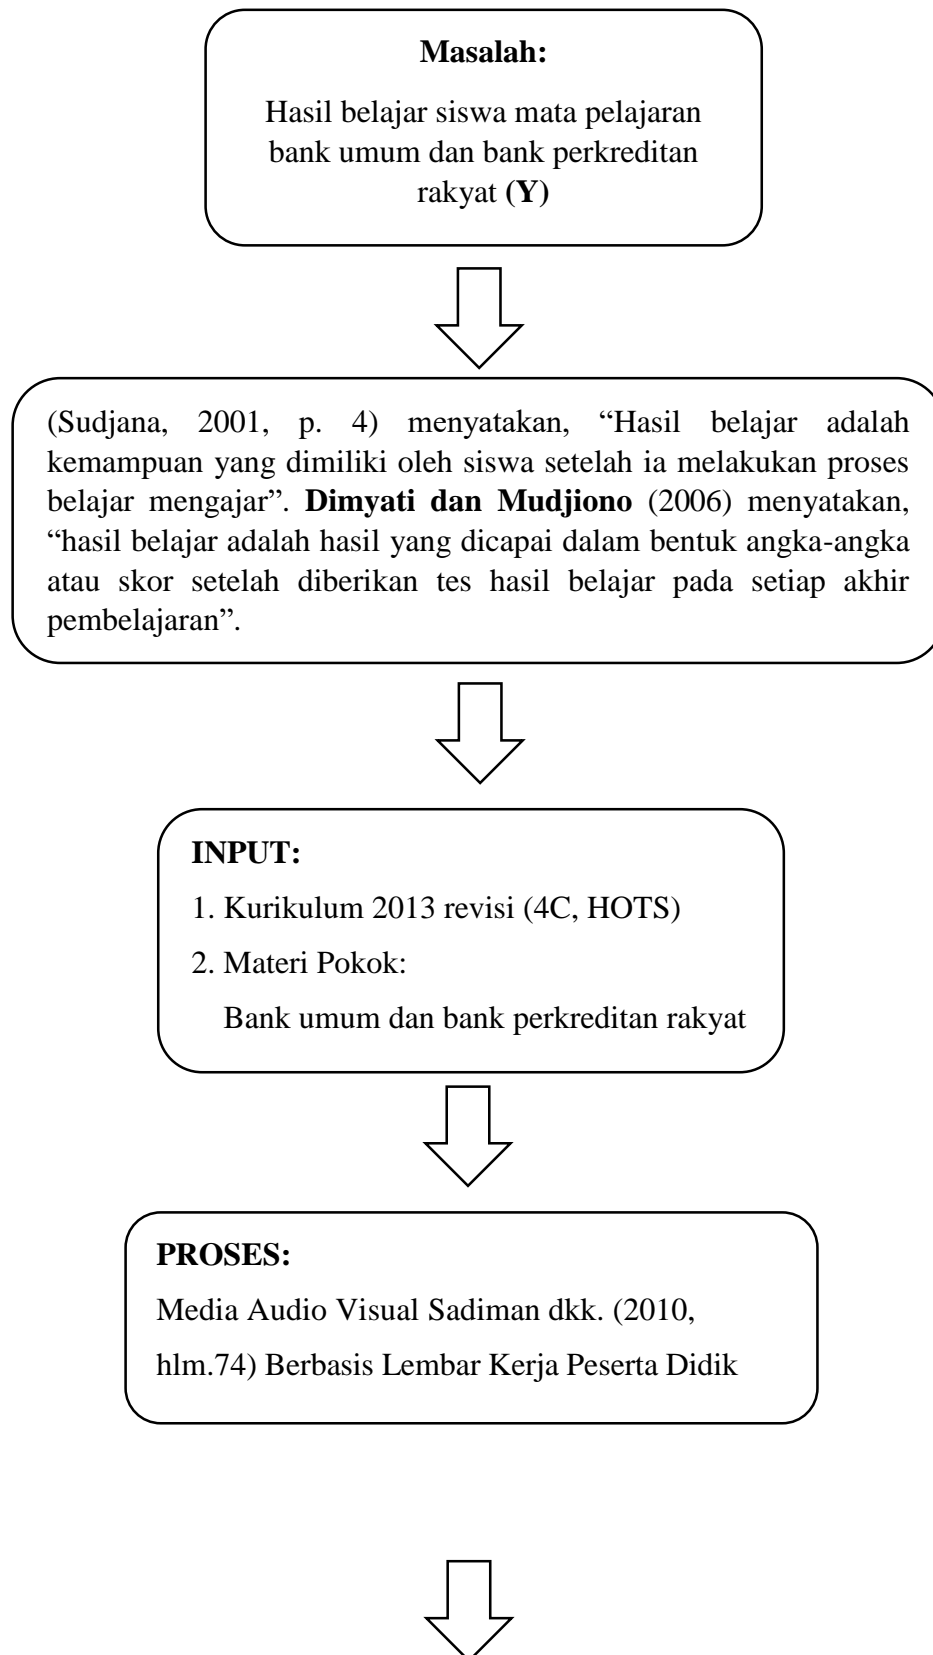 Masalah:
Hasil belajar siswa mata pelajaran
bank umum dan bank perkreditan
rakyat (Y)
(Sudjana, 2001, p. 4) menyatakan, “Hasil belajar adalah
kemampuan yang dimiliki oleh siswa setelah ia melakukan proses
belajar mengajar”. Dimyati dan Mudjiono (2006) menyatakan,
“hasil belajar adalah hasil yang dicapai dalam bentuk angka-angka
atau skor setelah diberikan tes hasil belajar pada setiap akhir
pembelajaran”.
INPUT:
1. Kurikulum 2013 revisi (4C, HOTS)
2. Materi Pokok:
Bank umum dan bank perkreditan rakyat
PROSES:
Media Audio Visual Sadiman dkk. (2010,
hlm.74) Berbasis Lembar Kerja Peserta Didik